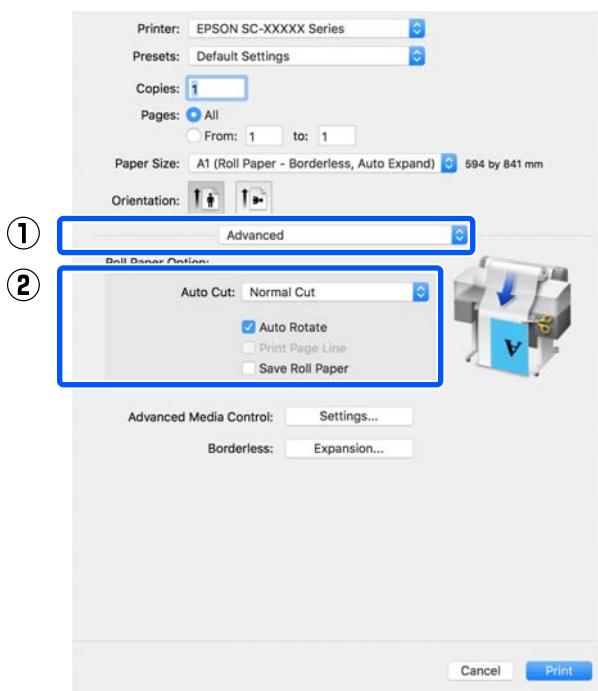 Printer: EPSON SC-XXXXX Series
Presets: Default Settings
Copies: 1
Pages: All
From: 1 to: 1
Paper Size: A1 (Roll Paper - Borderless, Auto Expand) 594 by 841 mm
Orientation:
① Advanced
Roll Paper Option:
②
Auto Cut: Normal Cut
Auto Rotate
Print Page Line
Save Roll Paper
A
Advanced Media Control: Settings...
Borderless: Expansion...
Cancel Print